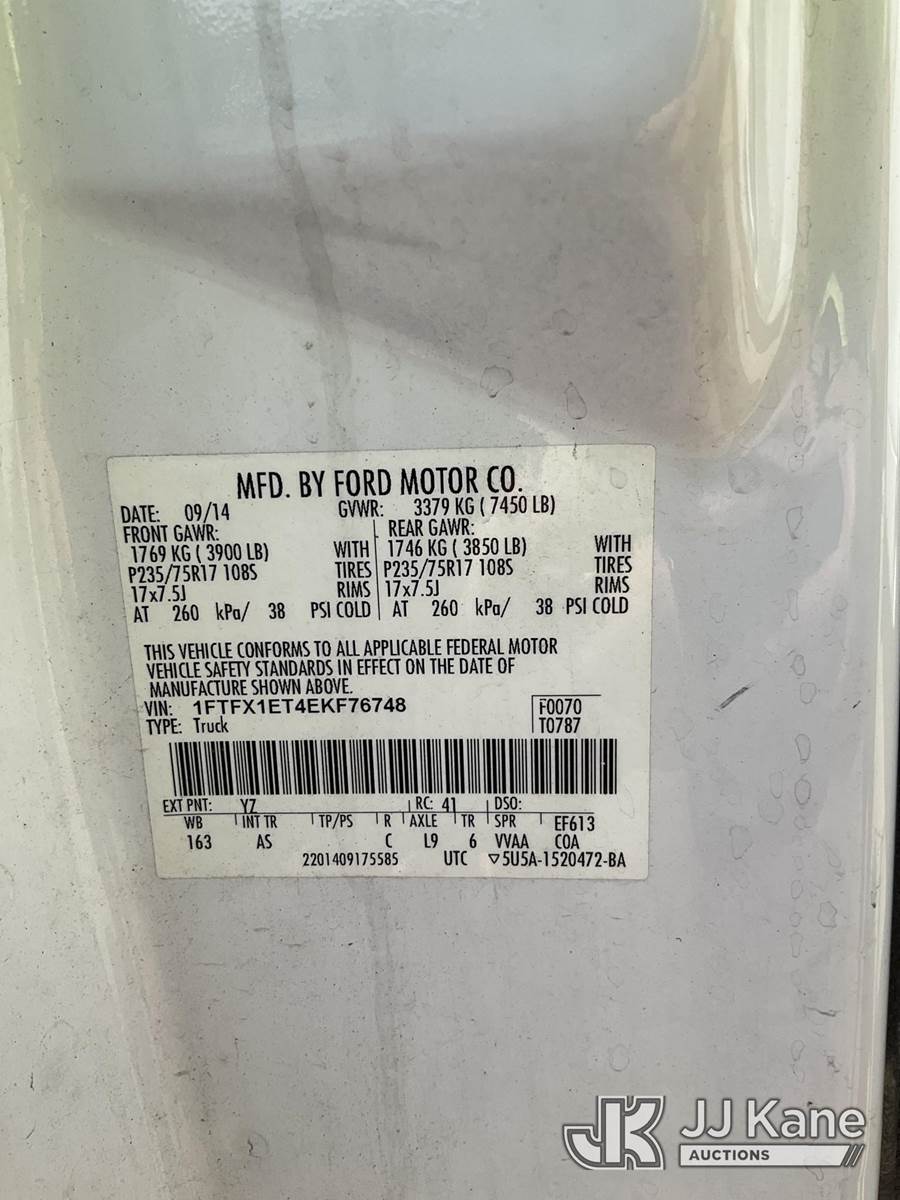 MFD. BY FORD MOTOR CO.
DATE: 09/14 GVWR: 3379 KG ( 7450 LB)
FRONT GAWR: REAR GAWR:
1769 KG ( 3900 LB) WITH 1746 KG ( 3850 LB) WITH
P235/75R17 108S TIRES P235/75R17 108S TIRES
17x7.5J RIMS 17x7.5J RIMS
AT 260 kPa/ 38 PSI COLD AT 260 kPa/ 38 PSI COLD
THIS VEHICLE CONFORMS TO ALL APPLICABLE FEDERAL MOTOR
VEHICLE SAFETY STANDARDS IN EFFECT ON THE DATE OF
MANUFACTURE SHOWN ABOVE.
VIN: 1FTFX1ET4EKF76748 F0070
TYPE: Truck T0787
EXT PNT: YZ RC: 41 DSO:
WB INT TR TP/PS R AXLE TR SPR EF613
163 AS C L9 6 VVAA COA
2201409175585 UTC ▽5U5A-1520472-BA
JK JJ Kane
AUCTIONS